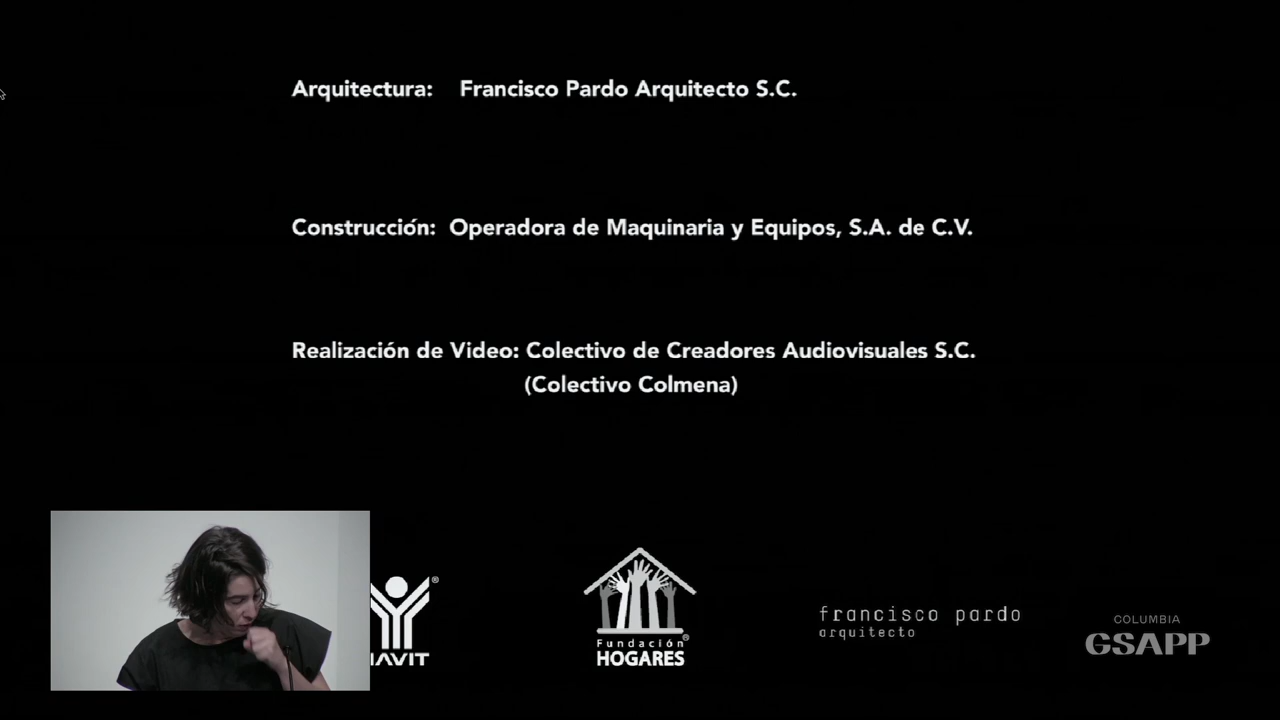 Arquitectura: Francisco Pardo Arquitecto S.C.
Construcción: Operadora de Maquinaria y Equipos, S.A. de C.V.
Realización de Video: Colectivo de Creadores Audiovisuales S.C.
(Colectivo Colmena)
NAVIT ®
Fundación ®
HOGARES
francisco pardo
arquitecto
COLUMBIA
GSAPP